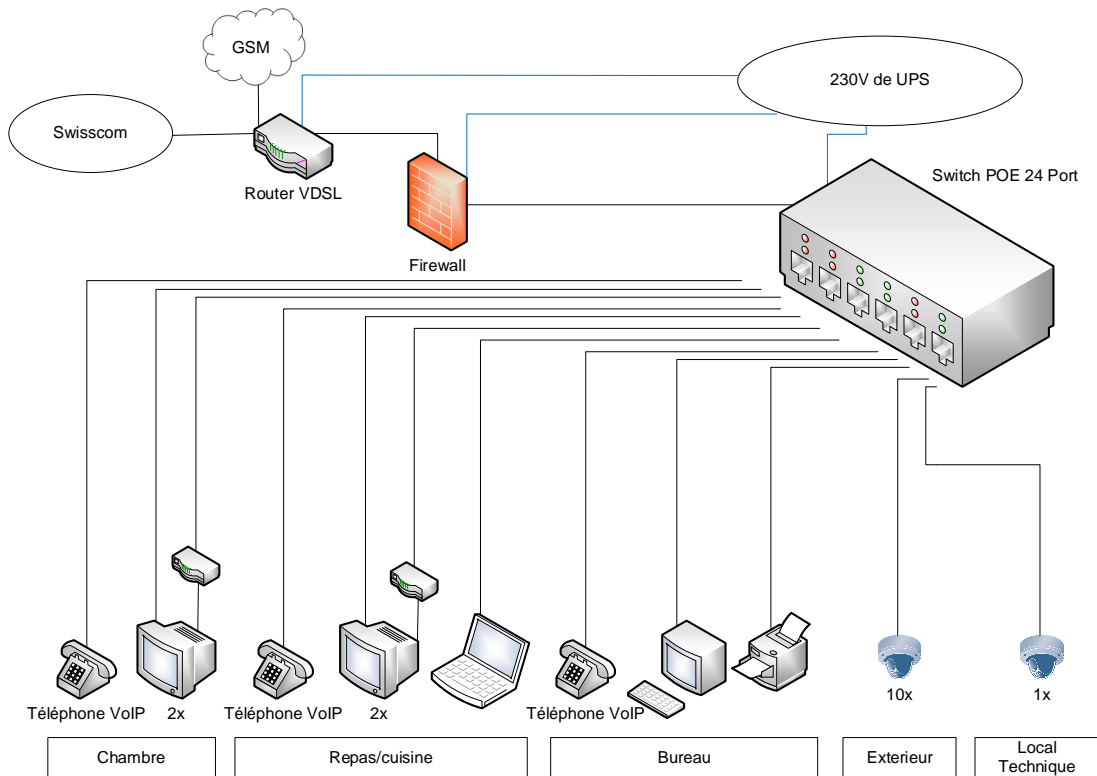 GSM
230V de UPS
Swisscom
Switch POE 24 Port
Router VDSL
Firewall
Téléphone VoIP
2x
Téléphone VoIP
2x
Téléphone VoIP
10x
1x
Chambre
Repas/cuisine
Bureau
Exterieur
Local
Technique